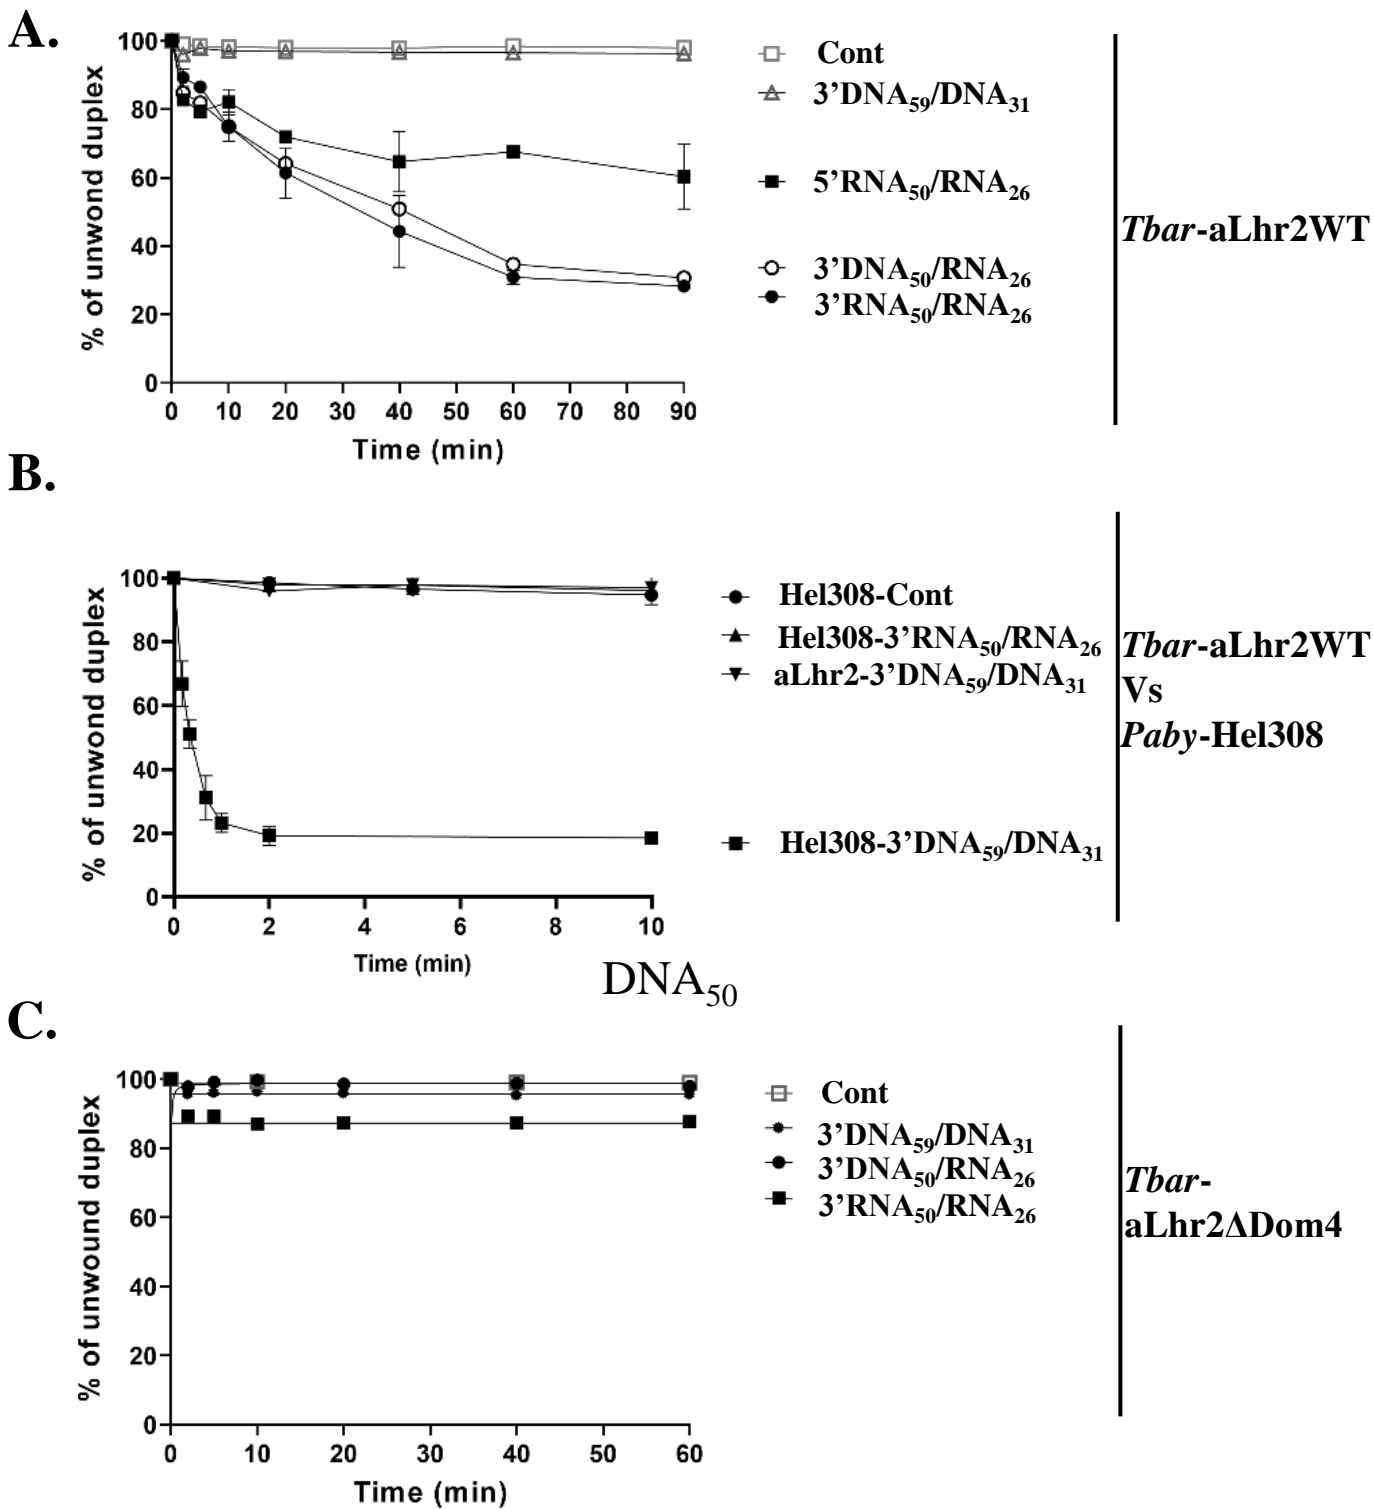 A.
% of unwond duplex
100
80
60
40
20
0
0 10 20 30 40 50 60 70 80 90
Time (min)
Cont
3’DNA59/DNA31
5’RNA50/RNA26
3’DNA50/RNA26
3’RNA50/RNA26
Tbar-aLhr2WT
B.
% of unwond duplex
100
80
60
40
20
0
0 2 4 6 8 10
Time (min)
Hel308-Cont
Hel308-3’RNA50/RNA26
aLhr2-3’DNA59/DNA31
Hel308-3’DNA59/DNA31
Tbar-aLhr2WT
Vs
Paby-Hel308
DNA50
C.
% of unwound duplex
100
80
60
40
20
0
0 10 20 30 40 50 60
Time (min)
Cont
3’DNA59/DNA31
3’DNA50/RNA26
3’RNA50/RNA26
Tbar-
aLhr2ΔDom4